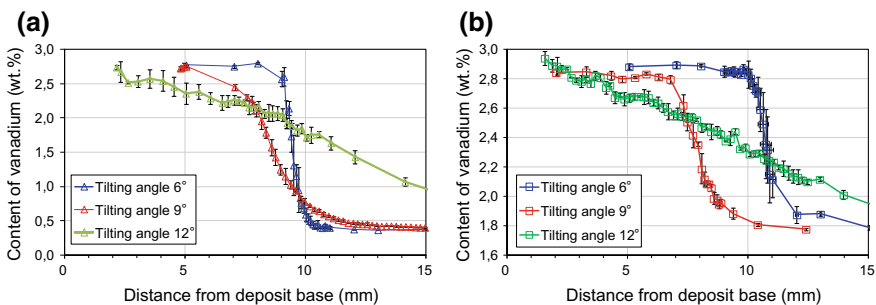 (a)
Content of vanadium (wt.%)
3,0
2,5
2,0
1,5
1,0
0,5
0,0
Tilting angle 6°
Tilting angle 9°
Tilting angle 12°
0 5 10 15
Distance from deposit base (mm)
(b)
Content of vanadium (wt.%)
3,0
2,8
2,6
2,4
2,2
2,0
1,8
1,6
Tilting angle 6°
Tilting angle 9°
Tilting angle 12°
0 5 10 15
Distance from deposit base (mm)